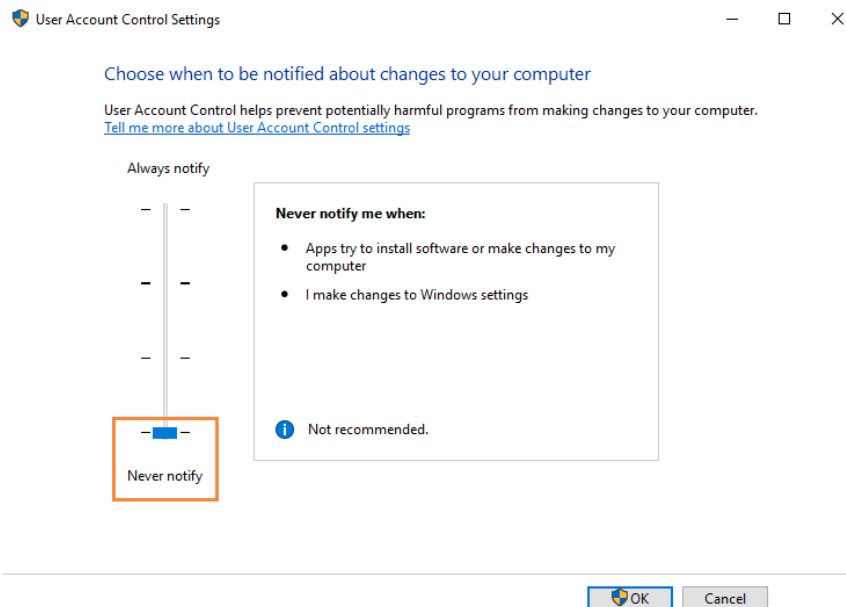 User Account Control Settings
Choose when to be notified about changes to your computer
User Account Control helps prevent potentially harmful programs from making changes to your computer.
Tell me more about User Account Control settings
Always notify
Never notify me when:
Apps try to install software or make changes to my
computer
I make changes to Windows settings
Not recommended.
Never notify
OK
Cancel